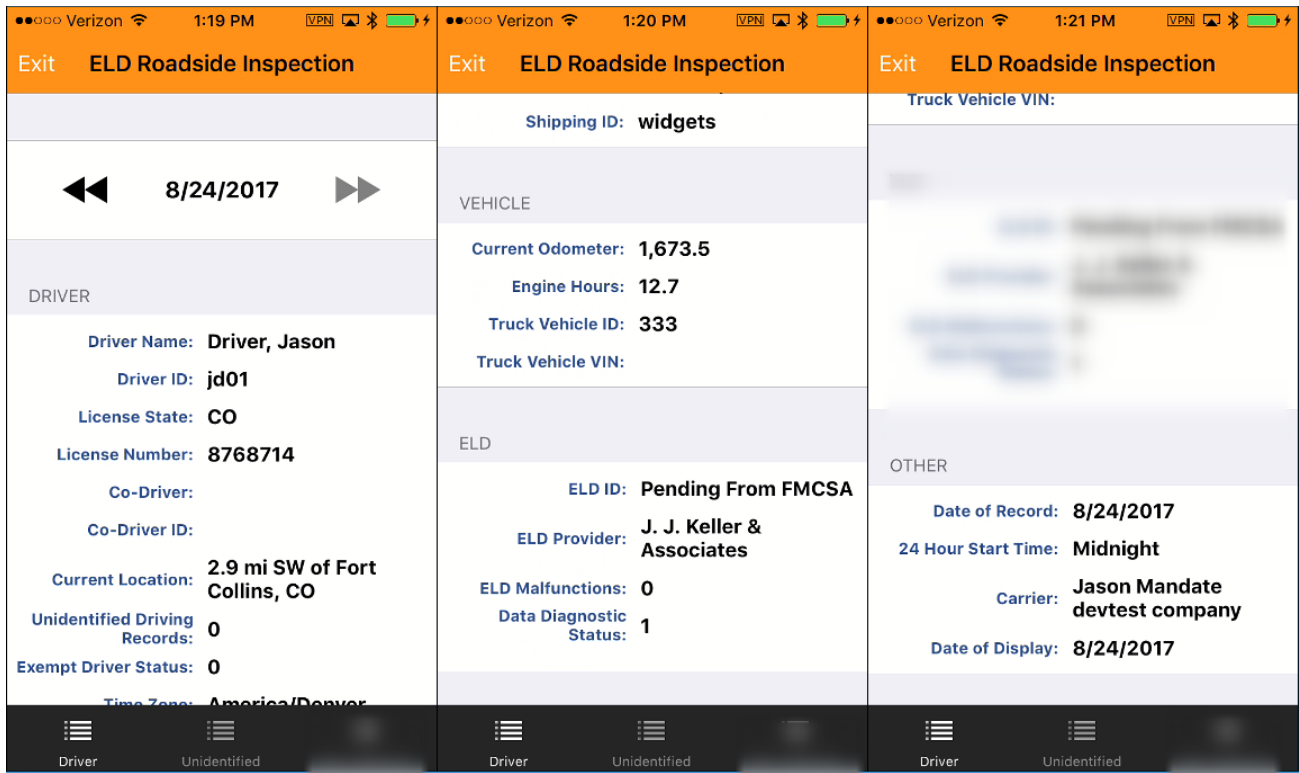 Verizon 1:19 PM VPN
Exit ELD Roadside Inspection
8/24/2017
DRIVER
Driver Name: Driver, Jason
Driver ID: jd01
License State: CO
License Number: 8768714
Co-Driver:
Co-Driver ID:
Current Location: 2.9 mi SW of Fort
Collins, CO
Unidentified Driving
Records: 0
Exempt Driver Status: 0
Time Zone: America/Denver
Driver Unidentified
Verizon 1:20 PM VPN
Exit ELD Roadside Inspection
Shipping ID: widgets
VEHICLE
Current Odometer: 1,673.5
Engine Hours: 12.7
Truck Vehicle ID: 333
Truck Vehicle VIN:
ELD
ELD ID: Pending From FMCSA
ELD Provider: J. J. Keller &
Associates
ELD Malfunctions: 0
Data Diagnostic
Status: 1
Driver Unidentified
Verizon 1:21 PM VPN
Exit ELD Roadside Inspection
Truck Vehicle VIN:
OTHER
Date of Record: 8/24/2017
24 Hour Start Time: Midnight
Carrier: Jason Mandate
devtest company
Date of Display: 8/24/2017
Driver Unidentified